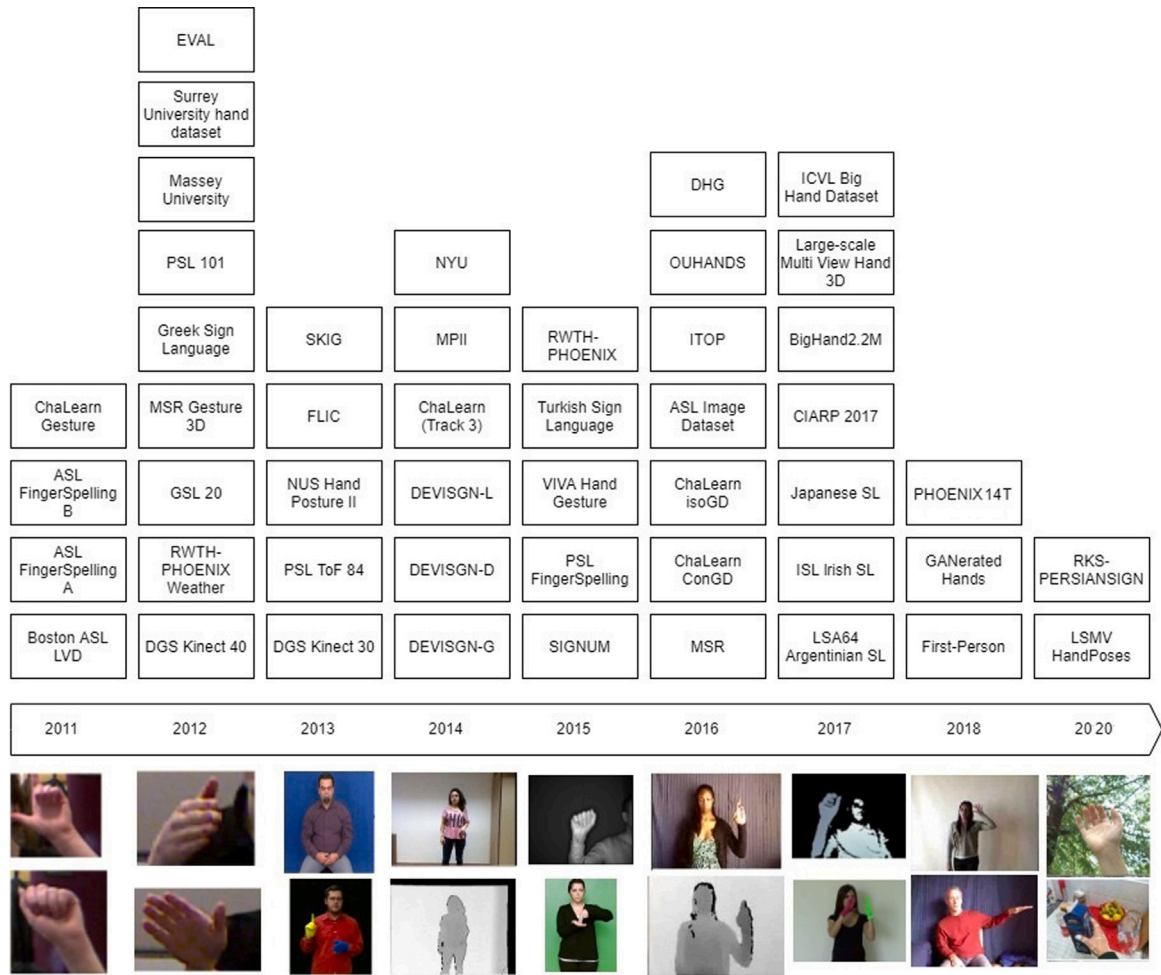 EVAL
Surrey
University hand
dataset
Massey
University
DHG
ICVL Big
Hand Dataset
PSL 101
NYU
OUHANDS
Large-scale
Multi View Hand
3D
Greek Sign
Language
SKIG
MPII
RWTH-
PHOENIX
ITOP
BigHand2.2M
ChaLearn
Gesture
MSR Gesture
3D
FLIC
ChaLearn
(Track 3)
Turkish Sign
Language
ASL Image
Dataset
CIARP 2017
ASL
FingerSpelling
B
GSL 20
NUS Hand
Posture II
DEVISGN-L
VIVA Hand
Gesture
ChaLearn
isoGD
Japanese SL
PHOENIX 14T
ASL
FingerSpelling
A
RWTH-
PHOENIX
Weather
PSL ToF 84
DEVISGN-D
PSL
FingerSpelling
ChaLearn
ConGD
ISL Irish SL
GANerated
Hands
RKS-
PERSIANSIGN
Boston ASL
LVD
DGS Kinect 40
DGS Kinect 30
DEVISGN-G
SIGNUM
MSR
LSA64
Argentinian SL
First-Person
LSMV
HandPoses
2011
2012
2013
2014
2015
2016
2017
2018
2020